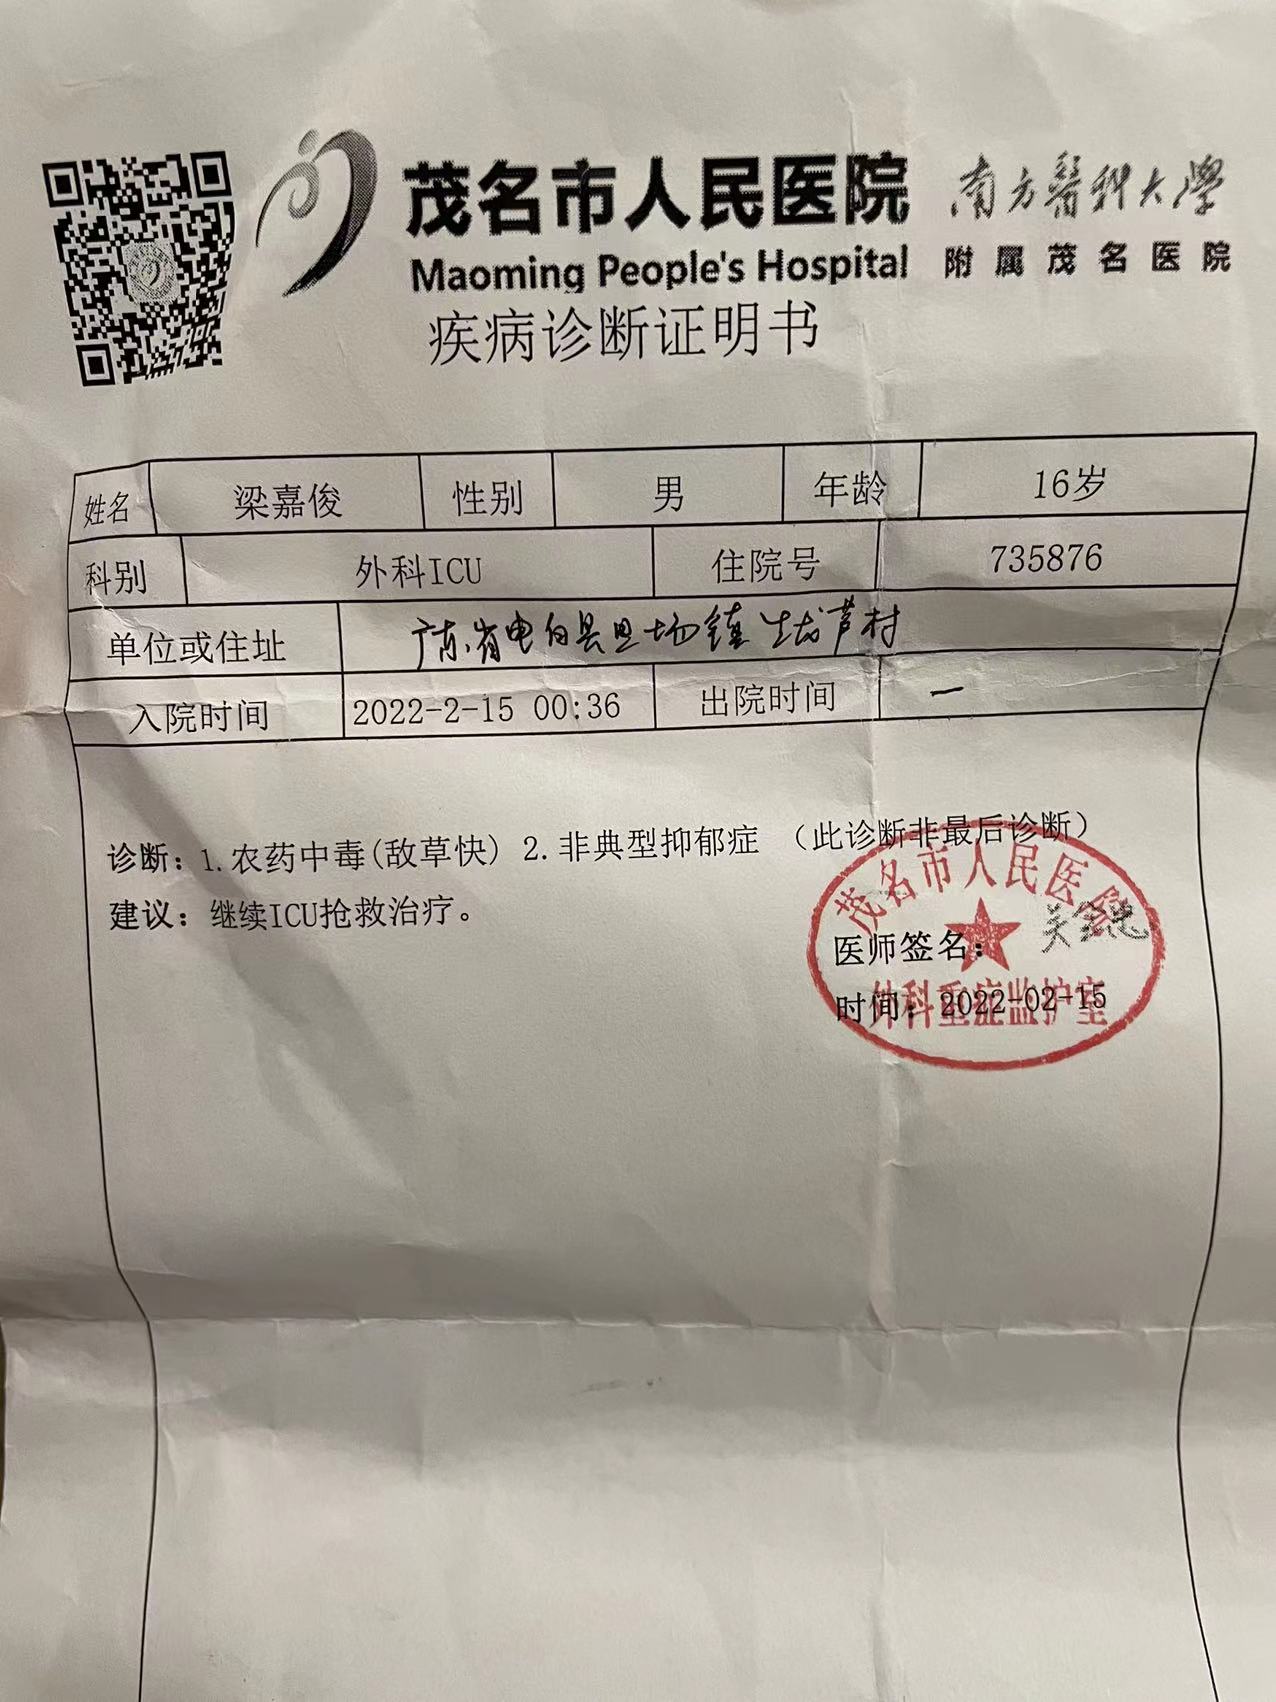 茂名市人民医院 南方醫科大學
Maoming People's Hospital 附属茂名医院
疾病诊断证明书
姓名 梁嘉俊 性别 男 年龄 16岁
科别 外科ICU 住院号 735876
单位或住址 广东省电白县旦场镇
入院时间 2022-2-15 00:36 出院时间 一
诊断：1.农药中毒(敌草快) 2.非典型抑郁症 （此诊断非最后诊断）
建议：继续ICU抢救治疗。
茂名市人民医院
医师签名：
外科重症监护室
时间：2022-02-15